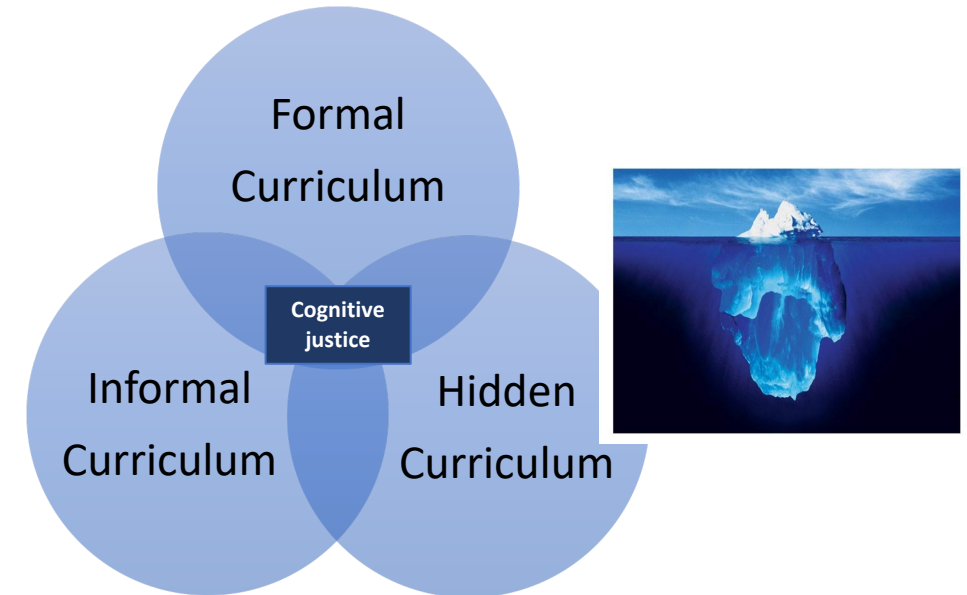 Formal
Curriculum
Cognitive
justice
Informal
Curriculum
Hidden
Curriculum